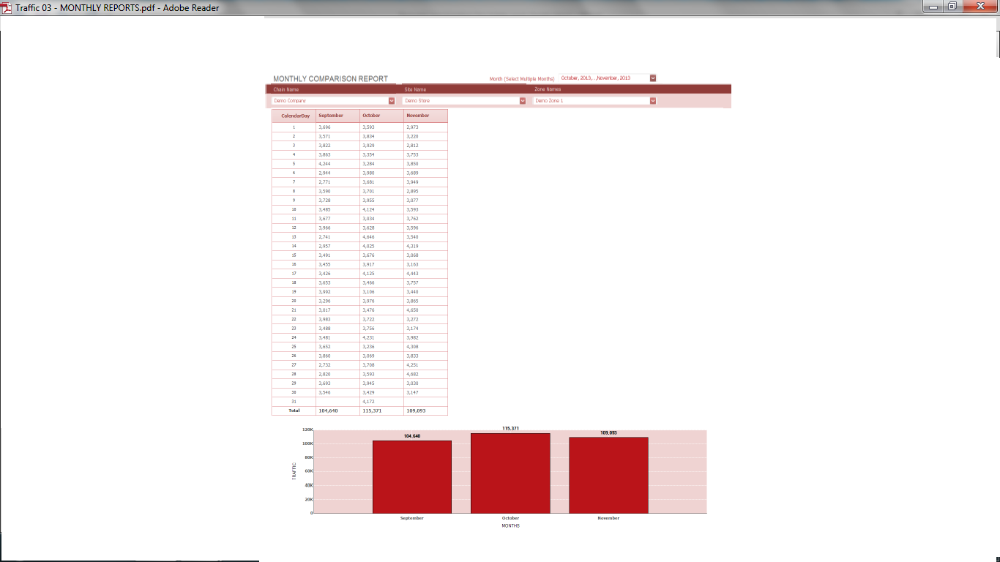 Traffic 03 - MONTHLY REPORTS.pdf - Adobe Reader
MONTHLY COMPARISON REPORT Month (Select Multiple Months) October, 2013,...,November, 2013
Chain Name Site Name Zone Names
Demo Company Demo Store Demo Zone 1
CalendarDay September October November
1 3,696 3,593 2,973
2 3,571 3,834 3,220
3 3,822 3,929 2,812
4 3,863 3,354 3,753
5 4,244 3,284 3,850
6 2,944 3,980 3,689
7 2,771 3,681 3,949
8 3,590 3,701 2,895
9 3,728 3,955 3,077
10 3,485 4,124 3,593
11 3,677 3,034 3,762
12 3,966 3,628 3,596
13 2,741 4,646 3,540
14 2,957 4,025 4,319
15 3,491 3,676 3,068
16 3,455 3,917 3,163
17 3,426 4,125 4,443
18 3,653 3,466 3,757
19 3,992 3,106 3,440
20 3,296 3,976 3,865
21 3,017 3,476 4,650
22 3,983 3,722 3,272
23 3,488 3,756 3,174
24 3,481 4,231 3,982
25 3,652 3,236 4,308
26 3,860 3,069 3,833
27 2,732 3,708 4,251
28 2,820 3,593 4,682
29 3,693 3,945 3,030
30 3,546 3,429 3,147
31 4,172
Total 104,640 115,371 109,093
120K
100K
80K
60K
40K
20K
0
TRAFFIC
104,640 115,371 109,093
September October November
MONTHS